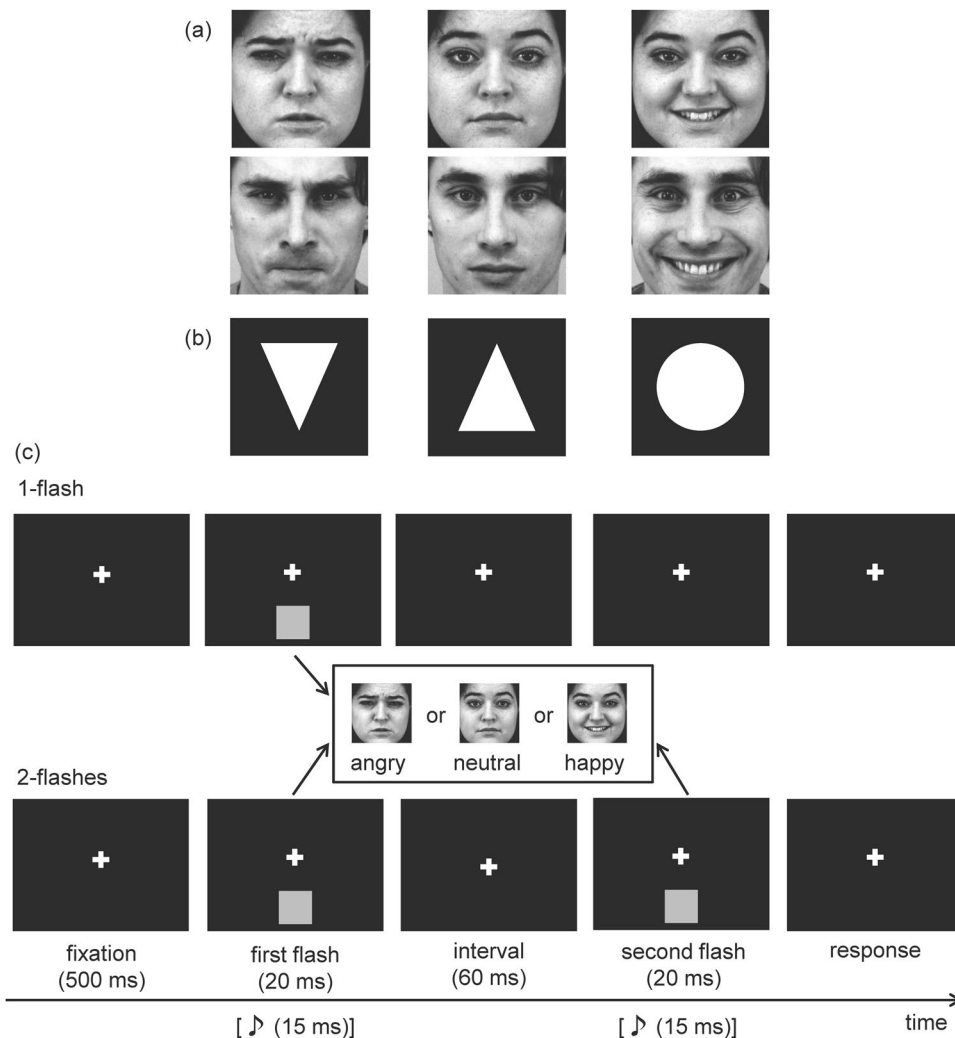 (a)
(b)
(c)
1-flash
or
or
angry
neutral
happy
2-flashes
fixation
(500 ms)
first flash
(20 ms)
interval
(60 ms)
second flash
(20 ms)
response
time
[♪ (15 ms)]
[♪ (15 ms)]